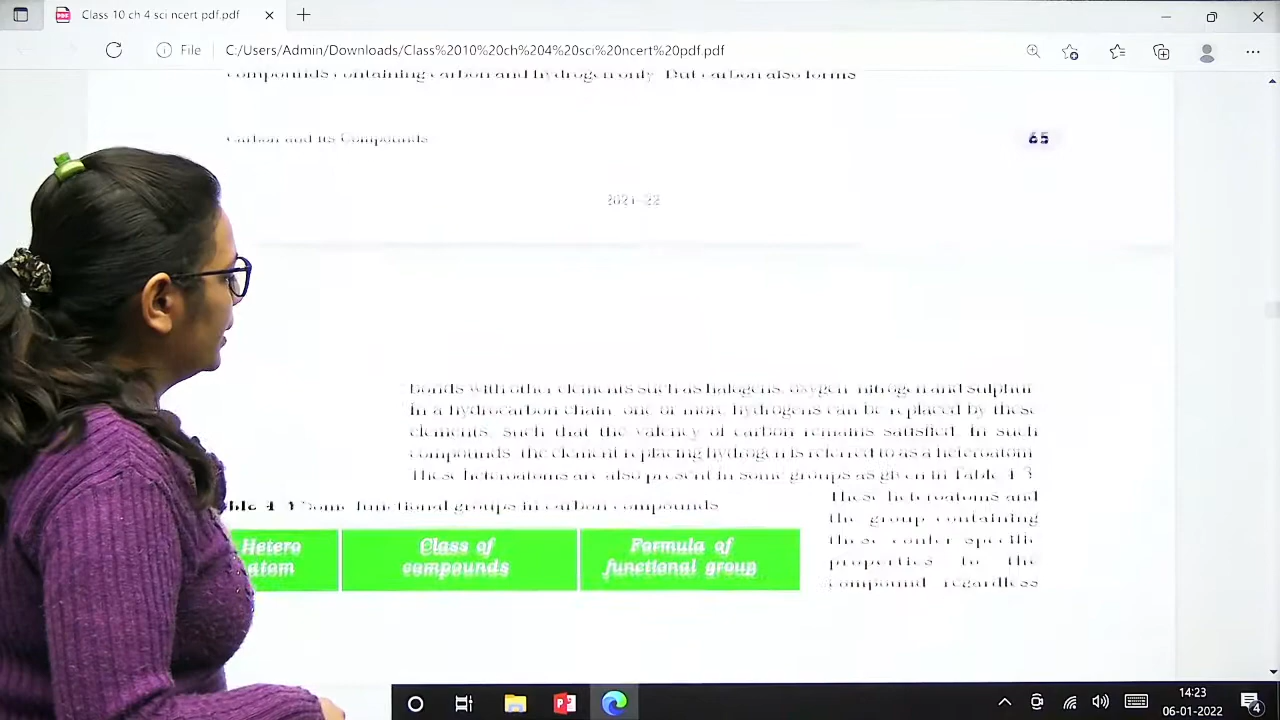 Class 10 ch 4 sci ncert pdf.pdf
File C:/Users/Admin/Downloads/Class%2010%20ch%204%20sci%20ncert%20pdf.pdf
compounds containing carbon and hydrogen only. But carbon also forms
Carbon and its Compounds 65
2021–22
bonds with other elements such as halogens, oxygen, nitrogen and sulphur.
In a hydrocarbon chain, one or more hydrogens can be replaced by these
elements, such that the valency of carbon remains satisfied. In such
compounds, the element replacing hydrogen is referred to as a heteroatom.
These heteroatoms are also present in some groups as given in Table 4.3.
These heteroatoms and
the group containing
these confer specific
properties to the
compound, regardless
ble 4.3 Some functional groups in carbon compounds
Hetero
atom
Class of
compounds
Formula of
functional group
14:23
06-01-2022
4